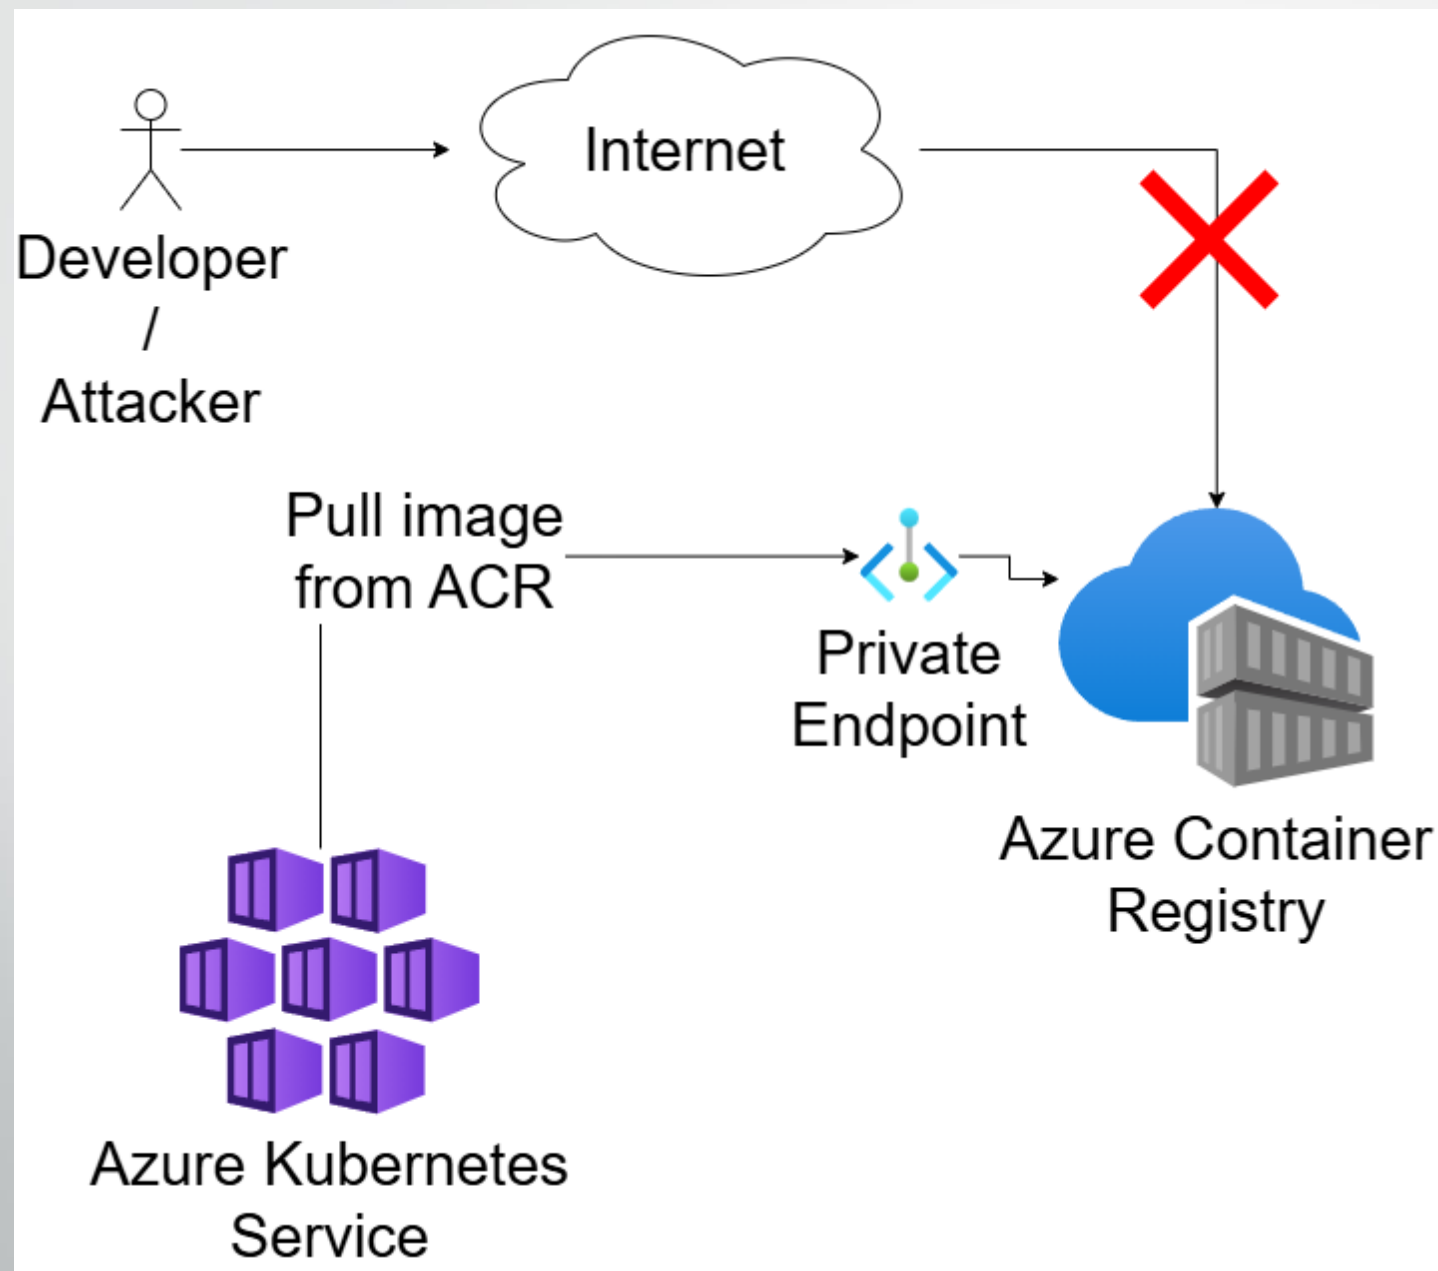 Internet
Developer
/
Attacker
Pull image
from ACR
Private
Endpoint
Azure Container
Registry
Azure Kubernetes
Service